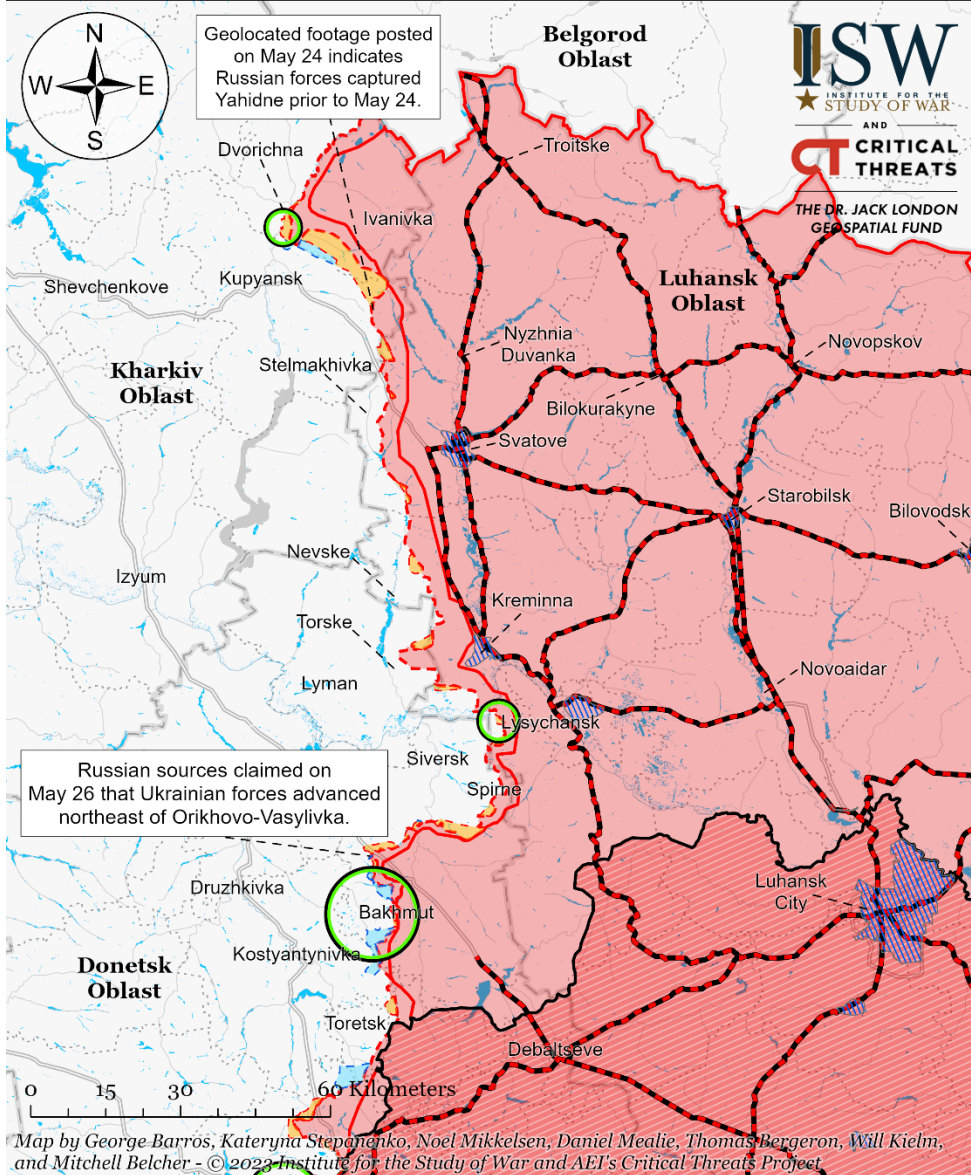 N
W
E
S
Geolocated footage posted
on May 24 indicates
Russian forces captured
Yahidne prior to May 24.
Belgorod
Oblast
ISW
INSTITUTE FOR THE
STUDY OF WAR
AND
CT CRITICAL
THREATS
THE DR. JACK LONDON
GEOSPATIAL FUND
Dvorichna
Troitske
Ivanivka
Kupyansk
Shevchenkove
Luhansk
Oblast
Nyzhnia
Duvanka
Novopskov
Stelmakhivka
Kharkiv
Oblast
Bilokurakyne
Svatove
Starobilsk
Bilovodsk
Nevske
Izyum
Kreminna
Torske
Novoaidar
Lyman
Lysychansk
Siversk
Spirne
Russian sources claimed on
May 26 that Ukrainian forces advanced
northeast of Orikhovo-Vasylivka.
Druzhkivka
Luhansk
City
Bakhmut
Kostyantynivka
Donetsk
Oblast
Toretsk
Debaltseve
0 15 30 60 Kilometers
Map by George Barros, Kateryna Stepanenko, Noel Mikkelsen, Daniel Mealie, Thomas Bergeron, Will Kielm,
and Mitchell Belcher - © 2023 Institute for the Study of War and AEI's Critical Threats Project